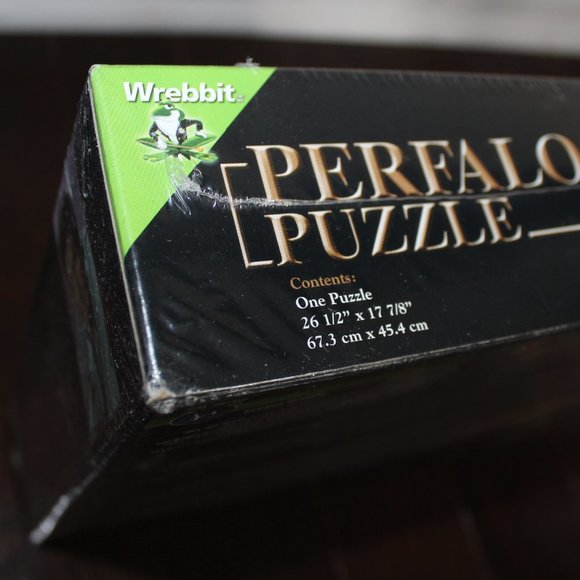 Wrebbit
PERFALO
PUZZLE
Contents:
One Puzzle
26 1/2" x 17 7/8"
67.3 cm x 45.4 cm